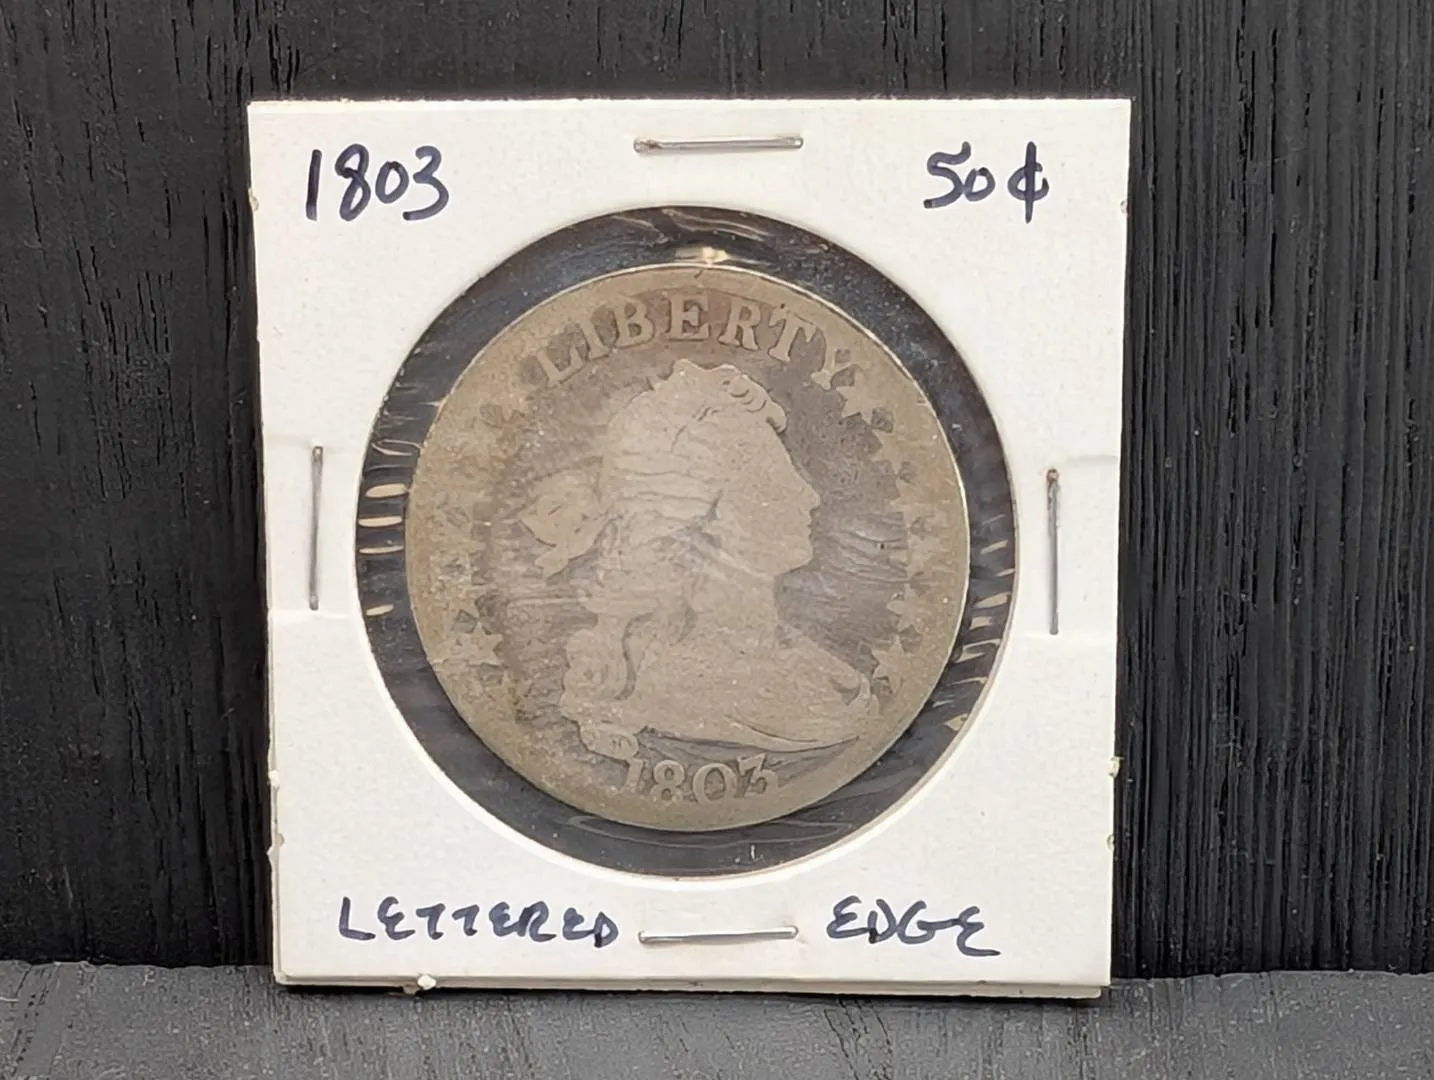 1803 50¢
LIBERTY
1803
LETTERED EDGE